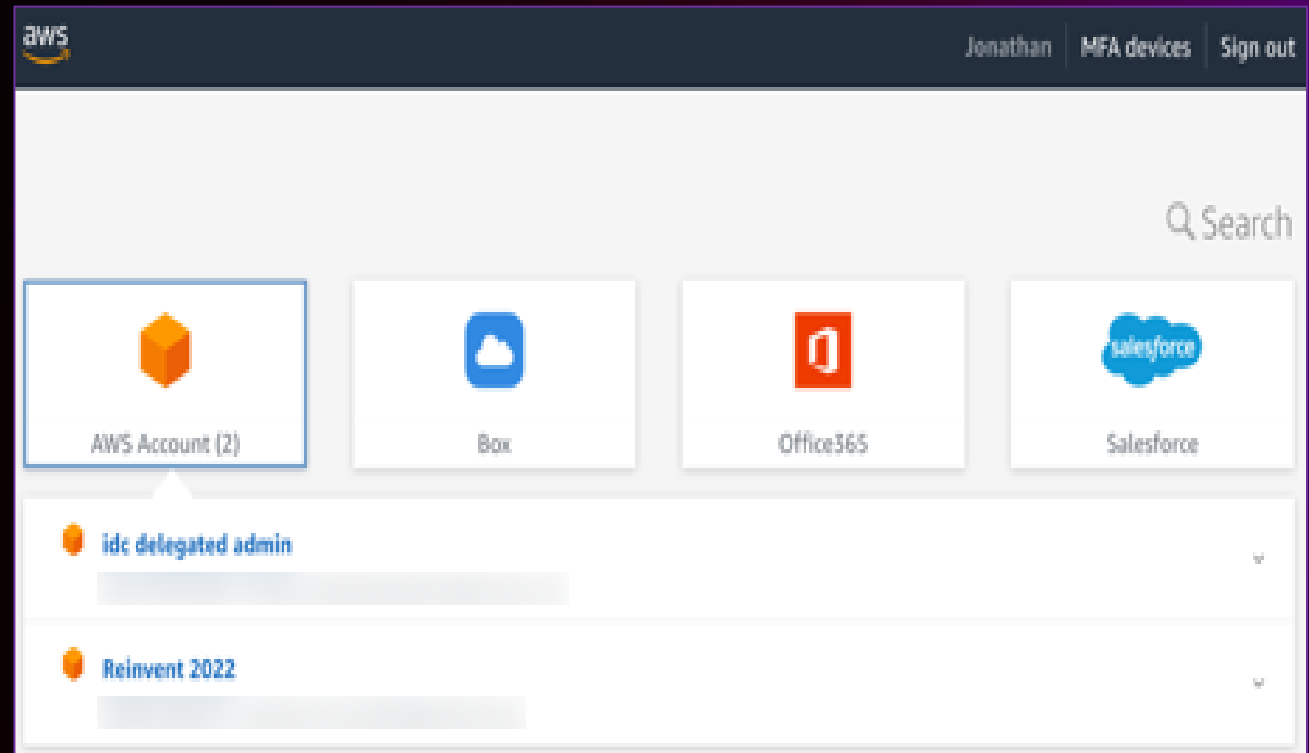 aws
Jonathan MFA devices Sign out
Search
salesforce
AWS Account (2) Box Office365 Salesforce
idc delegated admin
Reinvent 2022